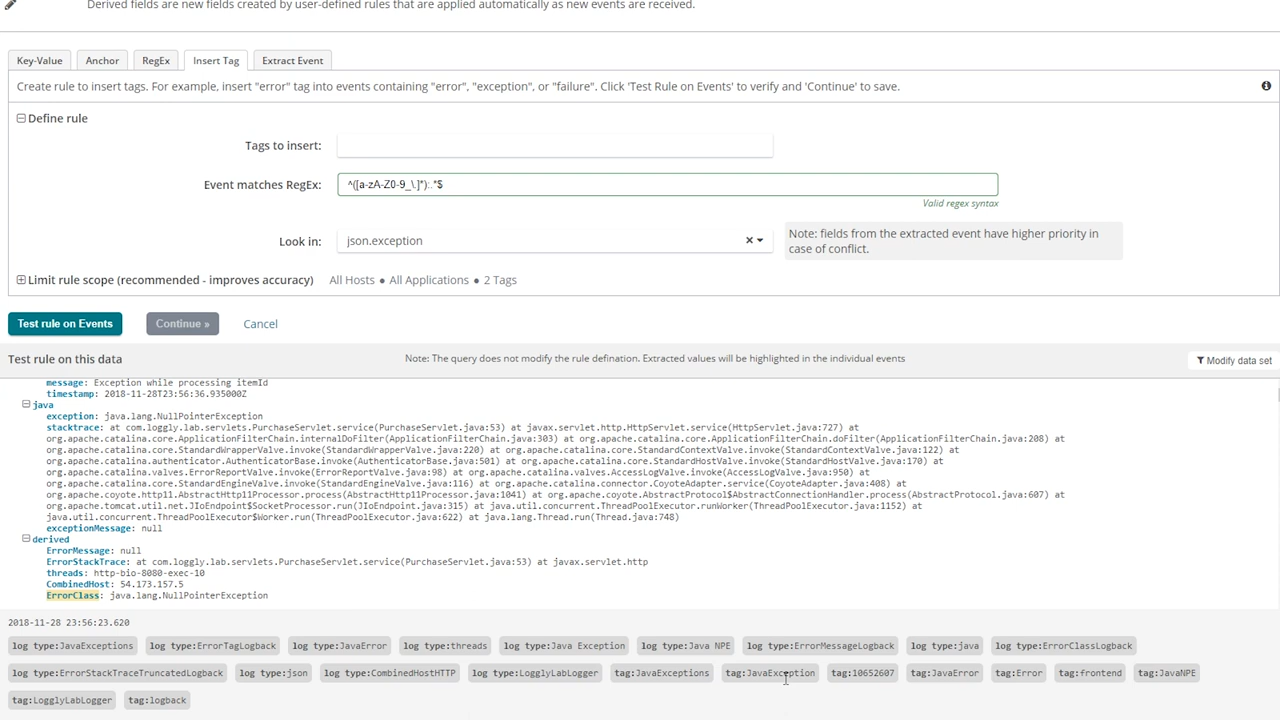 Derived fields are new fields created by user-defined rules that are applied automatically as new events are received.
Key-Value
Anchor
RegEx
Insert Tag
Extract Event
Create rule to insert tags. For example, insert "error" tag into events containing "error", "exception", or "failure". Click 'Test Rule on Events' to verify and 'Continue' to save.
Define rule
Tags to insert:
Event matches RegEx: ^([a-zA-Z0-9_\.]*):.*$
Valid regex syntax
Look in: json.exception
Note: fields from the extracted event have higher priority in
case of conflict.
Limit rule scope (recommended - improves accuracy) All Hosts ● All Applications ● 2 Tags
Test rule on Events
Continue »
Cancel
Test rule on this data
Note: The query does not modify the rule defination. Extracted values will be highlighted in the individual events
Modify data set
message: Exception while processing itemId
timestamp: 2018-11-28T23:56:36.935000Z
java
exception: java.lang.NullPointerException
stacktrace: at com.loggly.lab.servlets.PurchaseServlet.service(PurchaseServlet.java:53) at javax.servlet.http.HttpServlet.service(HttpServlet.java:727) at
org.apache.catalina.core.ApplicationFilterChain.internalDoFilter(ApplicationFilterChain.java:303) at org.apache.catalina.core.ApplicationFilterChain.doFilter(ApplicationFilterChain.java:208) at
org.apache.catalina.core.StandardWrapperValve.invoke(StandardWrapperValve.java:220) at org.apache.catalina.core.StandardContextValve.invoke(StandardContextValve.java:122) at
org.apache.catalina.authenticator.AuthenticatorBase.invoke(AuthenticatorBase.java:501) at org.apache.catalina.core.StandardHostValve.invoke(StandardHostValve.java:170) at
org.apache.catalina.valves.ErrorReportValve.invoke(ErrorReportValve.java:98) at org.apache.catalina.valves.AccessLogValve.invoke(AccessLogValve.java:950) at
org.apache.catalina.core.StandardEngineValve.invoke(StandardEngineValve.java:116) at org.apache.catalina.connector.CoyoteAdapter.service(CoyoteAdapter.java:408) at
org.apache.coyote.http11.AbstractHttp11Processor.process(AbstractHttp11Processor.java:1041) at org.apache.coyote.AbstractProtocol$AbstractConnectionHandler.process(AbstractProtocol.java:607) at
org.apache.tomcat.util.net.JIoEndpoint$SocketProcessor.run(JIoEndpoint.java:315) at java.util.concurrent.ThreadPoolExecutor.runWorker(ThreadPoolExecutor.java:1152) at
java.util.concurrent.ThreadPoolExecutor$Worker.run(ThreadPoolExecutor.java:622) at java.lang.Thread.run(Thread.java:748)
exceptionMessage: null
derived
ErrorMessage: null
ErrorStackTrace: at com.loggly.lab.servlets.PurchaseServlet.service(PurchaseServlet.java:53) at javax.servlet.http
threads: http-bio-8080-exec-10
CombinedHost: 54.173.157.5
ErrorClass: java.lang.NullPointerException
2018-11-28 23:56:23.620
log type:JavaExceptions log type:ErrorTagLogback log type:JavaError log type:threads log type:Java Exception log type:Java NPE log type:ErrorMessageLogback log type:java log type:ErrorClassLogback
log type:ErrorStackTraceTruncatedLogback log type:json log type:CombinedHostHTTP log type:LogglyLabLogger tag:JavaExceptions tag:JavaException tag:10652607 tag:JavaError tag:Error tag:frontend tag:JavaNPE
tag:LogglyLabLogger tag:logback